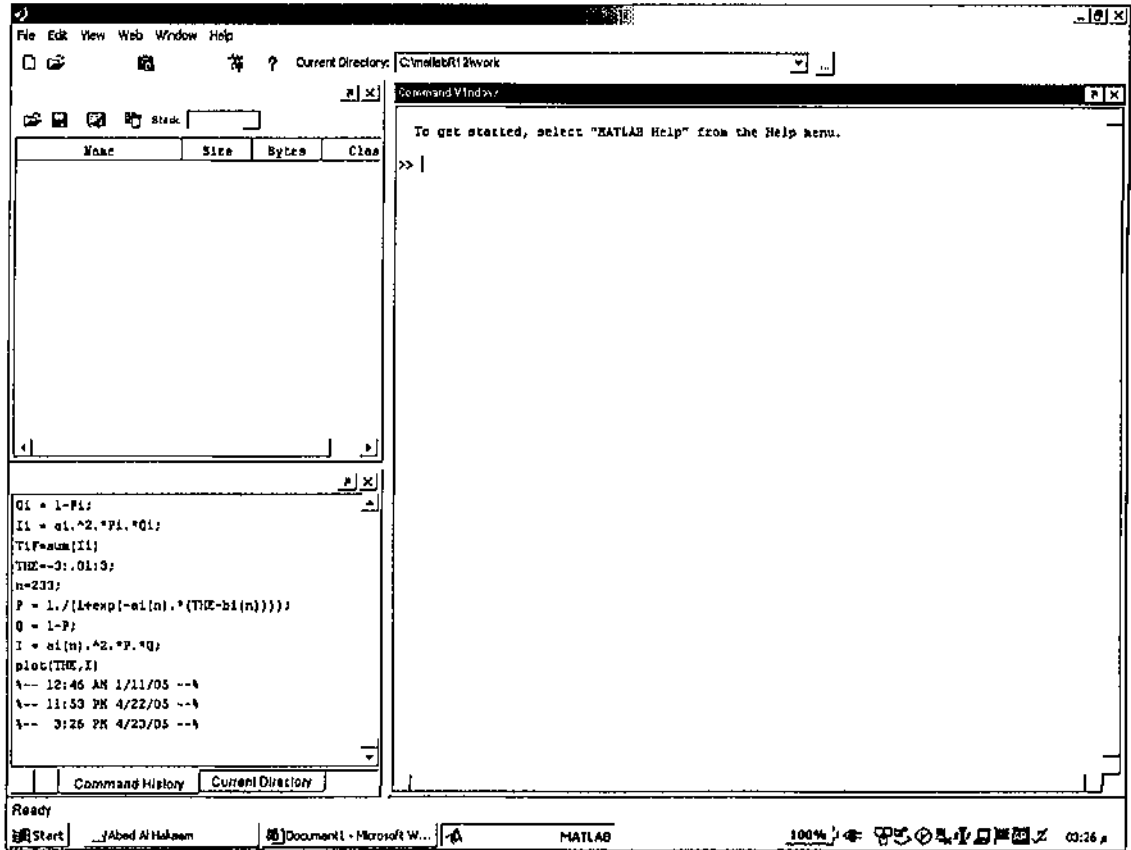 File Edit View Web Window Help
? Current Directory: C:\matlabR12\work ...
Command Window
Stack:
Name Size Bytes Clas
To get started, select "MATLAB Help" from the Help menu.
>>
Qi = 1-Pi;
Ii = ai.^2.*Pi.*Qi;
TiF=sum(Ii)
THE=-3:.01:3;
n=233;
P = 1./(1+exp(-ai(n).*(THE-bi(n))));
Q = 1-P;
I = ai(n).^2.*P.*Q;
plot(THE,I)
%-- 12:46 AM 1/11/05 --%
%-- 11:53 PM 4/22/05 --%
%-- 3:26 PM 4/23/05 --%
Command History Current Directory
Ready
Start Abed Al Hakeem Document1 - Microsoft W... MATLAB 100% 03:26 م